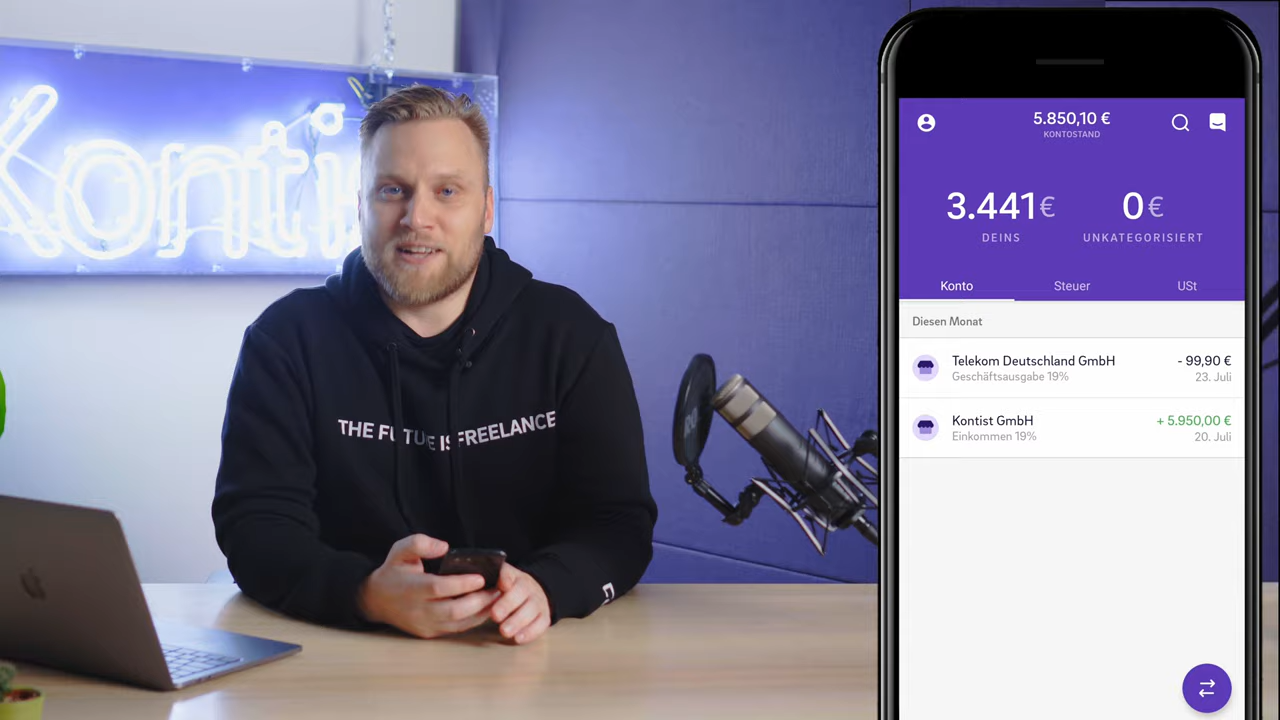 Konti
THE FUTURE IS FREELANCE
5.850,10 €
KONTOSTAND
3.441 €
0 €
DEINS
UNKATEGORISIERT
Konto
Steuer
USt
Diesen Monat
Telekom Deutschland GmbH
- 99,90 €
Geschäftsausgabe 19%
23. Juli
Kontist GmbH
+ 5.950,00 €
Einkommen 19%
20. Juli